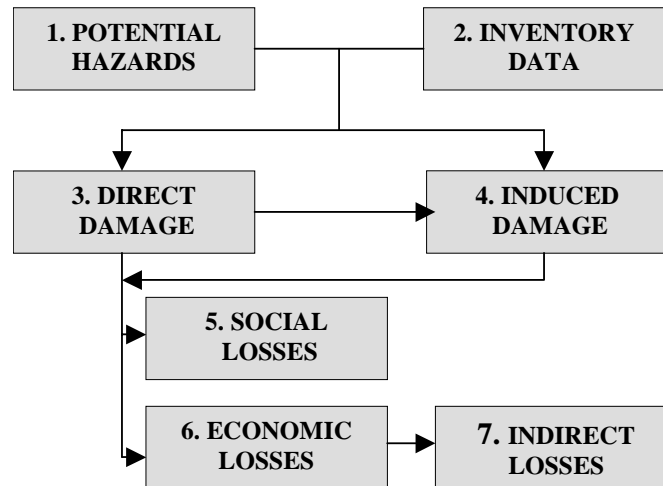 1. POTENTIAL
HAZARDS
2. INVENTORY
DATA
3. DIRECT
DAMAGE
4. INDUCED
DAMAGE
5. SOCIAL
LOSSES
6. ECONOMIC
LOSSES
7. INDIRECT
LOSSES